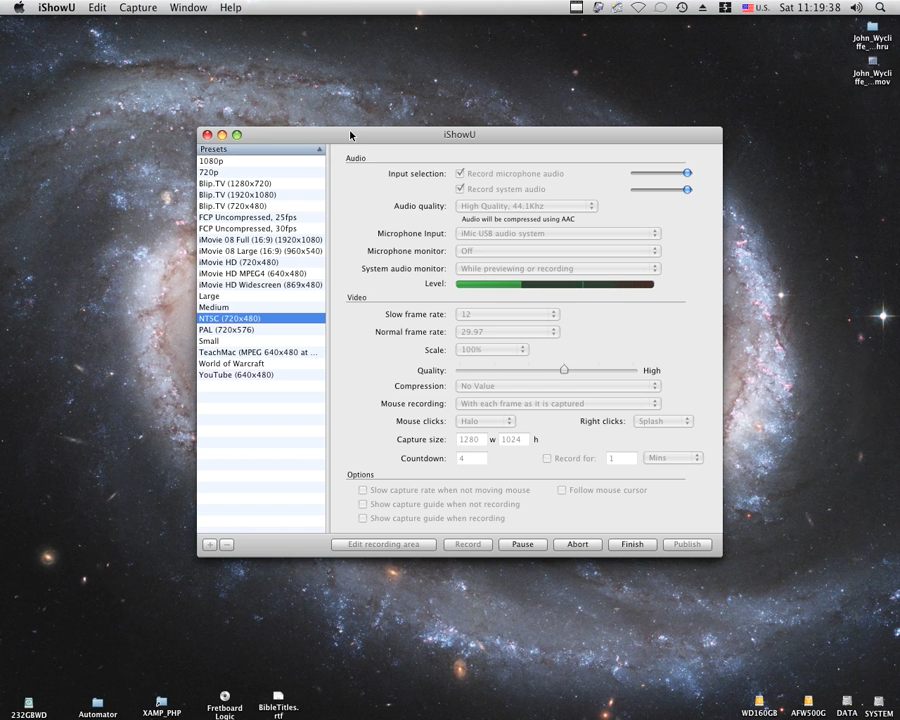 iShowU Edit Capture Window Help U.S. Sat 11:19:38
John_Wycli
ffe_...hru
John_Wycli
ffe_....mov
iShowU
Presets
1080p
720p
Blip.TV (1280x720)
Blip.TV (1920x1080)
Blip.TV (720x480)
FCP Uncompressed, 25fps
FCP Uncompressed, 30fps
iMovie 08 Full (16:9) (1920x1080)
iMovie 08 Large (16:9) (960x540)
iMovie HD (720x480)
iMovie HD MPEG4 (640x480)
iMovie HD Widescreen (869x480)
Large
Medium
NTSC (720x480)
PAL (720x576)
Small
TeachMac (MPEG 640x480 at ...
World of Warcraft
YouTube (640x480)
Audio
Input selection: Record microphone audio
Record system audio
Audio quality: High Quality, 44.1Khz
Audio will be compressed using AAC
Microphone Input: iMic USB audio system
Microphone monitor: Off
System audio monitor: While previewing or recording
Level:
Video
Slow frame rate: 12
Normal frame rate: 29.97
Scale: 100%
Quality: High
Compression: No Value
Mouse recording: With each frame as it is captured
Mouse clicks: Halo Right clicks: Splash
Capture size: 1280 w 1024 h
Countdown: 4 Record for: 1 Mins
Options
Slow capture rate when not moving mouse Follow mouse cursor
Show capture guide when not recording
Show capture guide when recording
+ − Edit recording area Record Pause Abort Finish Publish
232GBWD
Automator
XAMP_PHP
Fretboard
Logic
BibleTitles.
rtf
WD160GB
AFW500G
DATA
SYSTEM